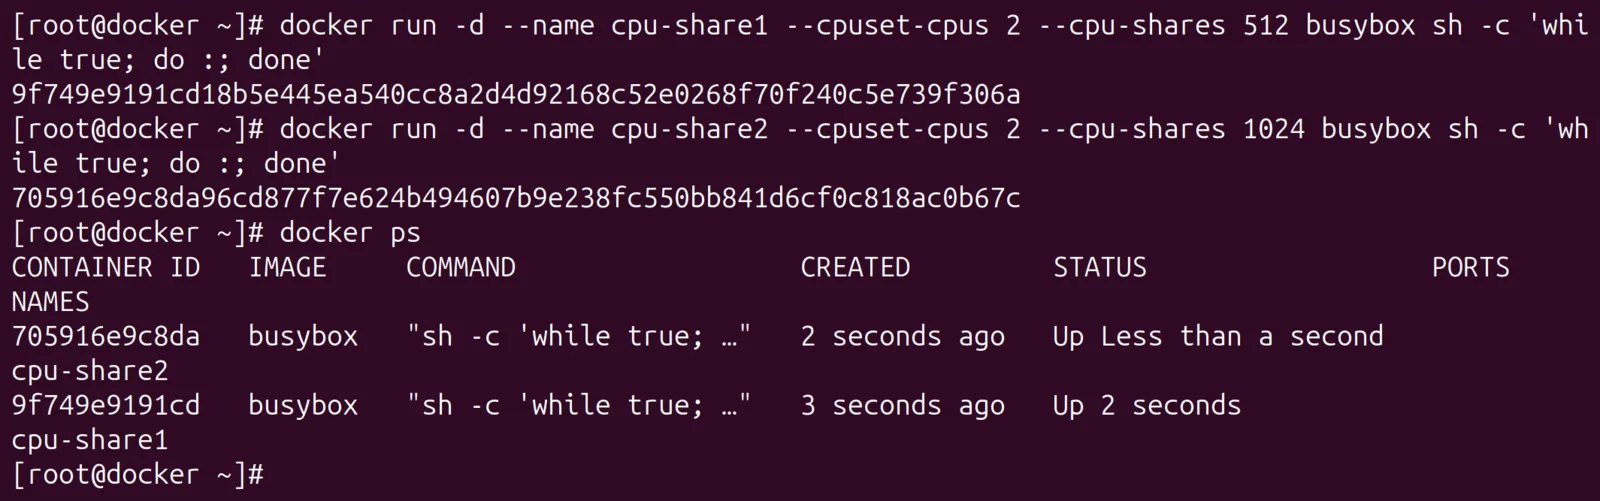 [root@docker ~]# docker run -d --name cpu-share1 --cpuset-cpus 2 --cpu-shares 512 busybox sh -c 'whi
le true; do :; done'
9f749e9191cd18b5e445ea540cc8a2d4d92168c52e0268f70f240c5e739f306a
[root@docker ~]# docker run -d --name cpu-share2 --cpuset-cpus 2 --cpu-shares 1024 busybox sh -c 'wh
ile true; do :; done'
705916e9c8da96cd877f7e624b494607b9e238fc550bb841d6cf0c818ac0b67c
[root@docker ~]# docker ps
CONTAINER ID   IMAGE     COMMAND                  CREATED         STATUS                  PORTS
NAMES
705916e9c8da   busybox   "sh -c 'while true; …"   2 seconds ago   Up Less than a second
cpu-share2
9f749e9191cd   busybox   "sh -c 'while true; …"   3 seconds ago   Up 2 seconds
cpu-share1
[root@docker ~]#